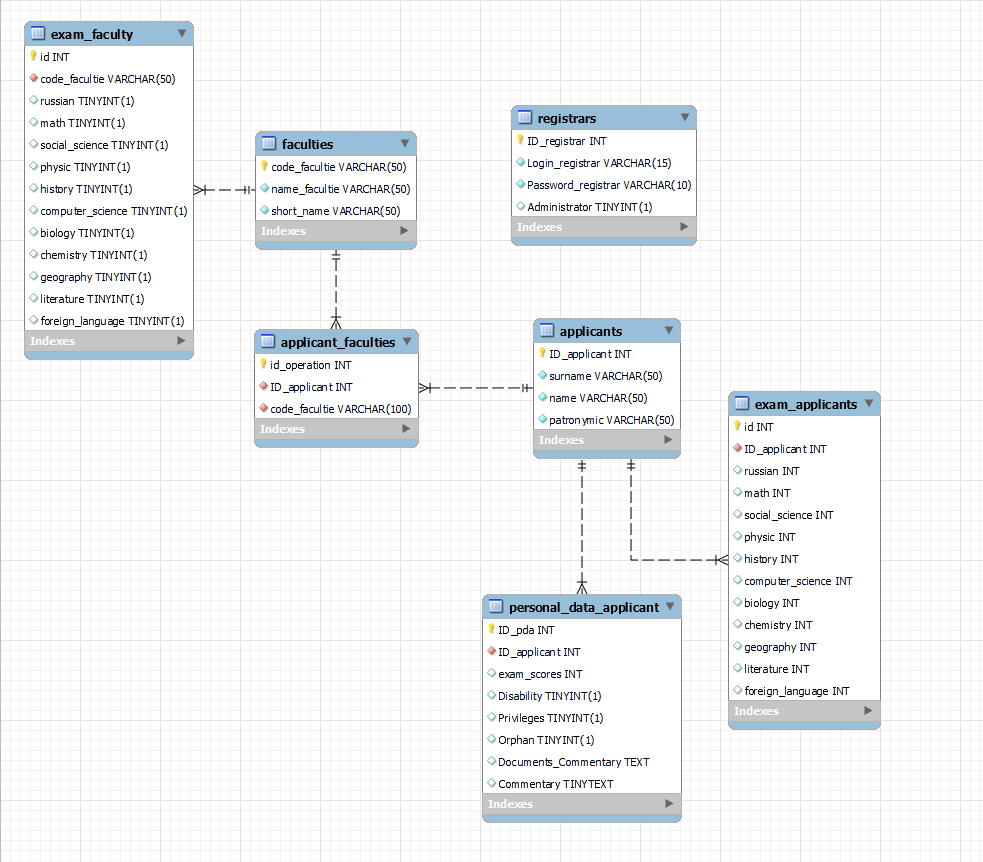 exam_faculty
id INT
code_facultie VARCHAR(50)
russian TINYINT(1)
math TINYINT(1)
social_science TINYINT(1)
physic TINYINT(1)
history TINYINT(1)
computer_science TINYINT(1)
biology TINYINT(1)
chemistry TINYINT(1)
geography TINYINT(1)
literature TINYINT(1)
foreign_language TINYINT(1)
Indexes
faculties
code_facultie VARCHAR(50)
name_facultie VARCHAR(50)
short_name VARCHAR(50)
Indexes
registrars
ID_registrar INT
Login_registrar VARCHAR(15)
Password_registrar VARCHAR(10)
Administrator TINYINT(1)
Indexes
applicant_faculties
id_operation INT
ID_applicant INT
code_facultie VARCHAR(100)
Indexes
applicants
ID_applicant INT
surname VARCHAR(50)
name VARCHAR(50)
patronymic VARCHAR(50)
Indexes
exam_applicants
id INT
ID_applicant INT
russian INT
math INT
social_science INT
physic INT
history INT
computer_science INT
biology INT
chemistry INT
geography INT
literature INT
foreign_language INT
Indexes
personal_data_applicant
ID_pda INT
ID_applicant INT
exam_scores INT
Disability TINYINT(1)
Privileges TINYINT(1)
Orphan TINYINT(1)
Documents_Commentary TEXT
Commentary TINYTEXT
Indexes